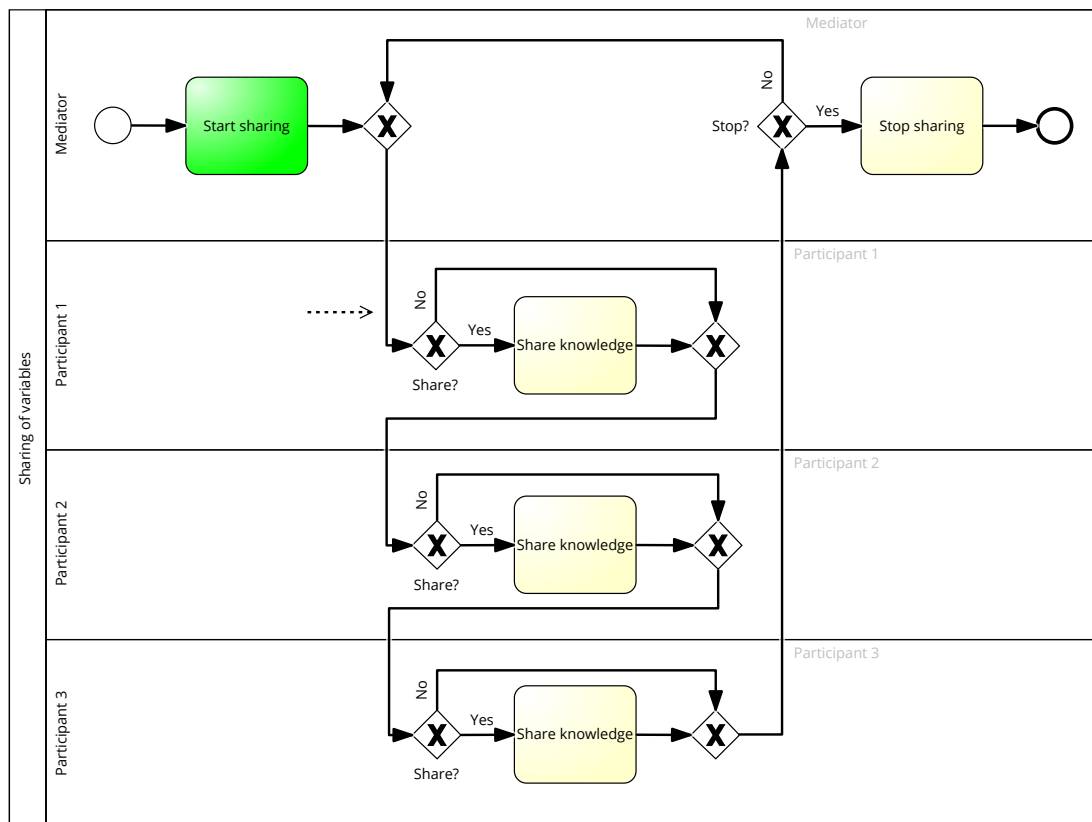 Sharing of variables
Mediator
Mediator
Start sharing
No
Stop?
Yes
Stop sharing
Participant 1
Participant 1
No
Yes
Share knowledge
Share?
Participant 2
Participant 2
No
Yes
Share knowledge
Share?
Participant 3
Participant 3
No
Yes
Share knowledge
Share?